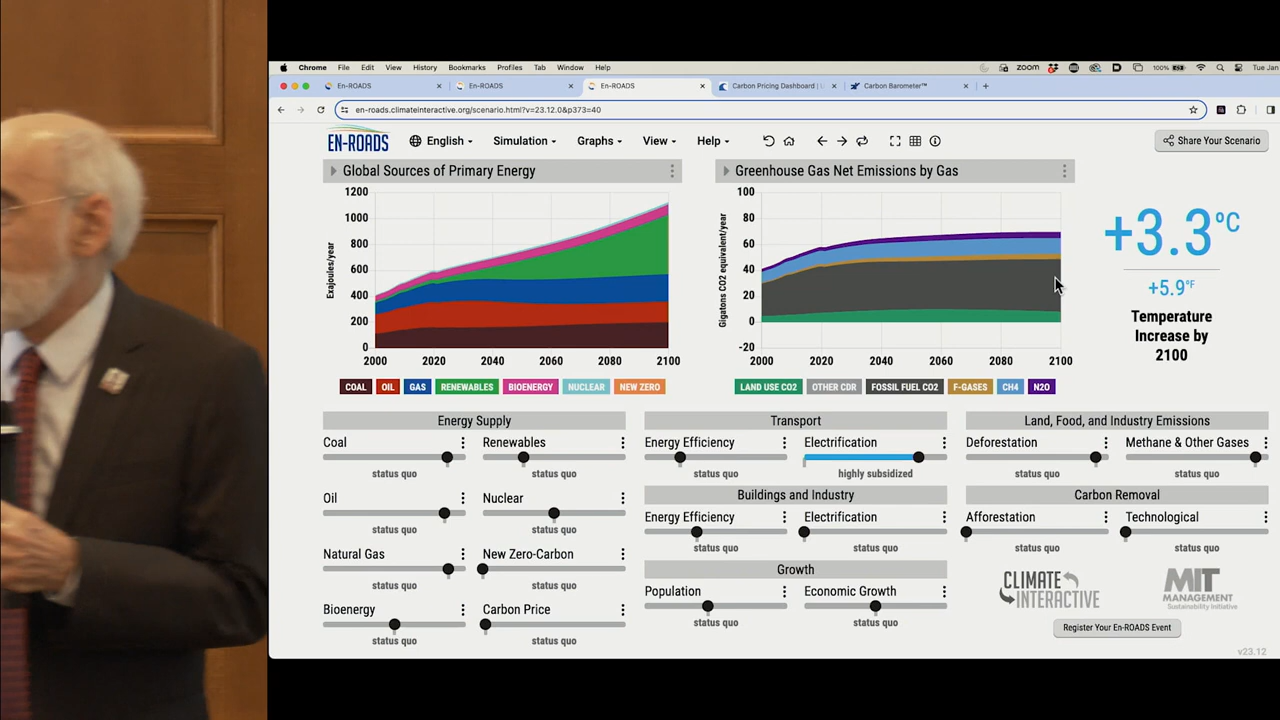 Chrome File Edit View History Bookmarks Profiles Tab Window Help zoom 100% Tue Jan
En-ROADS En-ROADS En-ROADS Carbon Pricing Dashboard | Carbon Barometer™
en-roads.climateinteractive.org/scenario.html?v=23.12.0&p373=40
EN-ROADS English Simulation Graphs View Help Share Your Scenario
Global Sources of Primary Energy
1200
1000
800
600
400
200
0
Exajoules/year
2000 2020 2040 2060 2080 2100
COAL OIL GAS RENEWABLES BIOENERGY NUCLEAR NEW ZERO
Greenhouse Gas Net Emissions by Gas
100
80
60
40
20
0
-20
Gigatons CO2 equivalent/year
2000 2020 2040 2060 2080 2100
LAND USE CO2 OTHER CDR FOSSIL FUEL CO2 F-GASES CH4 N2O
+3.3°C
+5.9°F
Temperature
Increase by
2100
Energy Supply
Coal
status quo
Renewables
status quo
Oil
status quo
Nuclear
status quo
Natural Gas
status quo
New Zero-Carbon
status quo
Bioenergy
status quo
Carbon Price
status quo
Transport
Energy Efficiency
status quo
Electrification
highly subsidized
Buildings and Industry
Energy Efficiency
status quo
Electrification
status quo
Growth
Population
status quo
Economic Growth
status quo
Land, Food, and Industry Emissions
Deforestation
status quo
Methane & Other Gases
status quo
Carbon Removal
Afforestation
status quo
Technological
status quo
CLIMATE
INTERACTIVE
MIT
MANAGEMENT
Sustainability Initiative
Register Your En-ROADS Event
v23.12